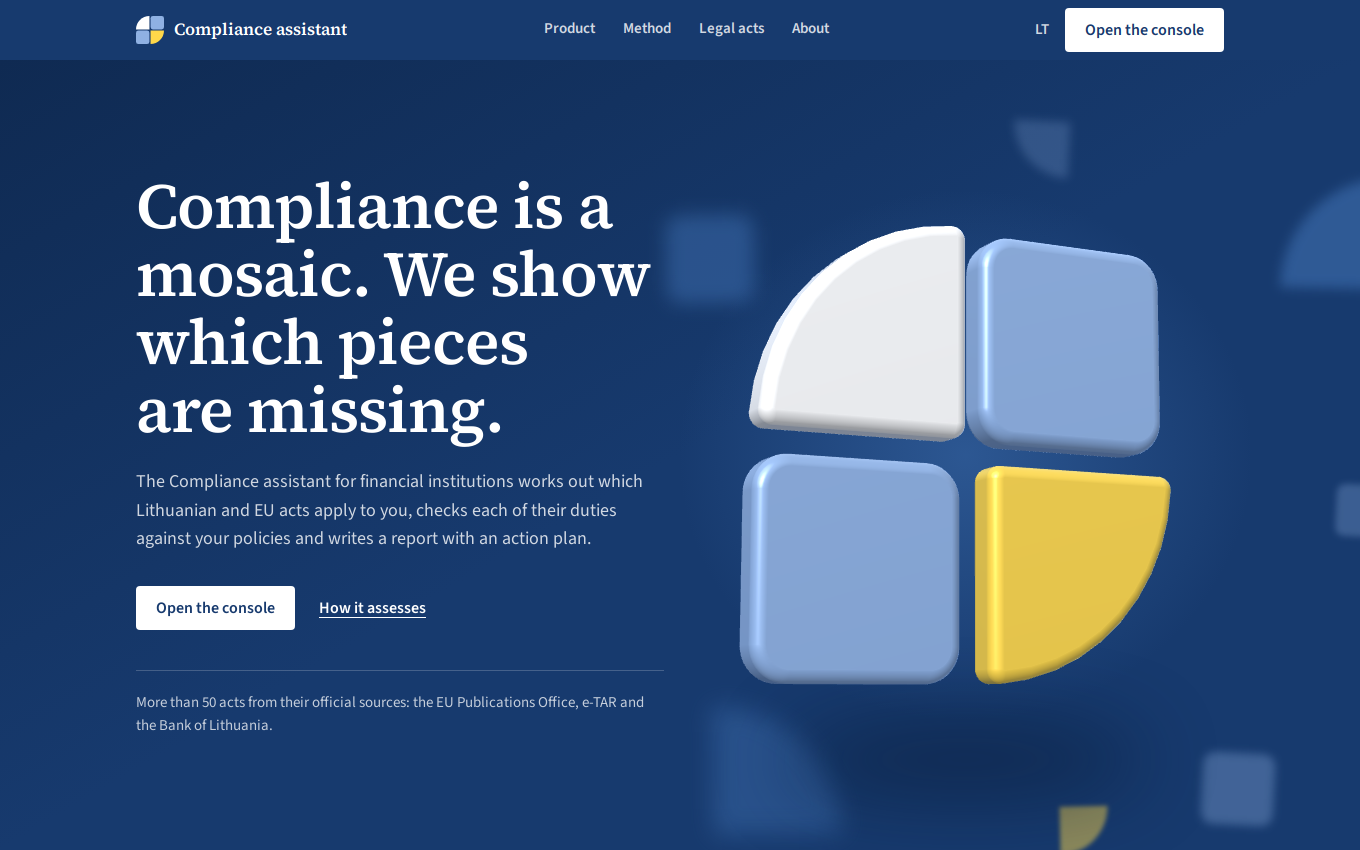 Compliance assistant
Product
Method
Legal acts
About
LT
Open the console
Compliance is a
mosaic. We show
which pieces
are missing.
The Compliance assistant for financial institutions works out which
Lithuanian and EU acts apply to you, checks each of their duties
against your policies and writes a report with an action plan.
Open the console
How it assesses
More than 50 acts from their official sources: the EU Publications Office, e-TAR and
the Bank of Lithuania.